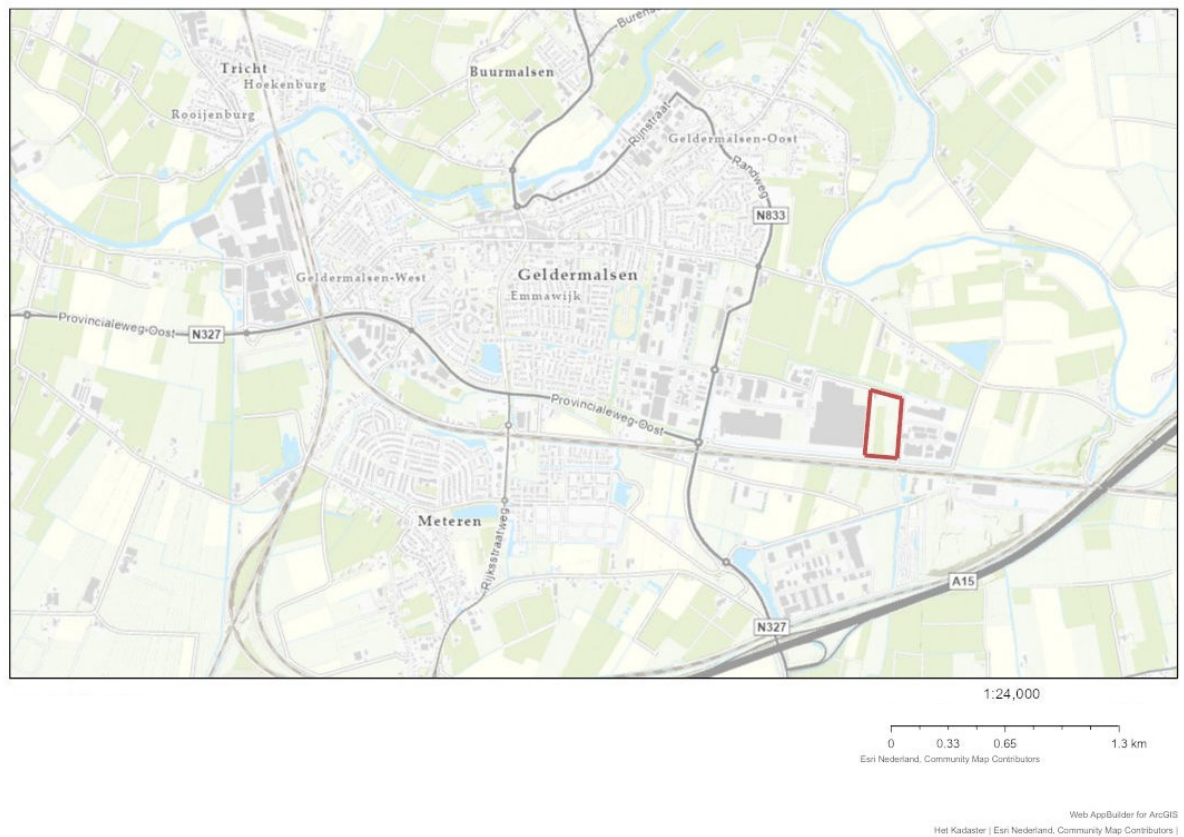 Tricht
Hoekenburg
Rooijenburg
Buurmalsen
Buren
Rijnstraat
Geldermalsen-Oost
Randweg
N833
Geldermalsen-West
Geldermalsen
Emmawijk
Provincialeweg-Oost
N327
Provincialeweg-Oost
Meteren
Rijksstraatweg
A15
N327
1:24,000
0 0.33 0.65 1.3 km
Esri Nederland, Community Map Contributors
Web AppBuilder for ArcGIS
Het Kadaster | Esri Nederland, Community Map Contributors |